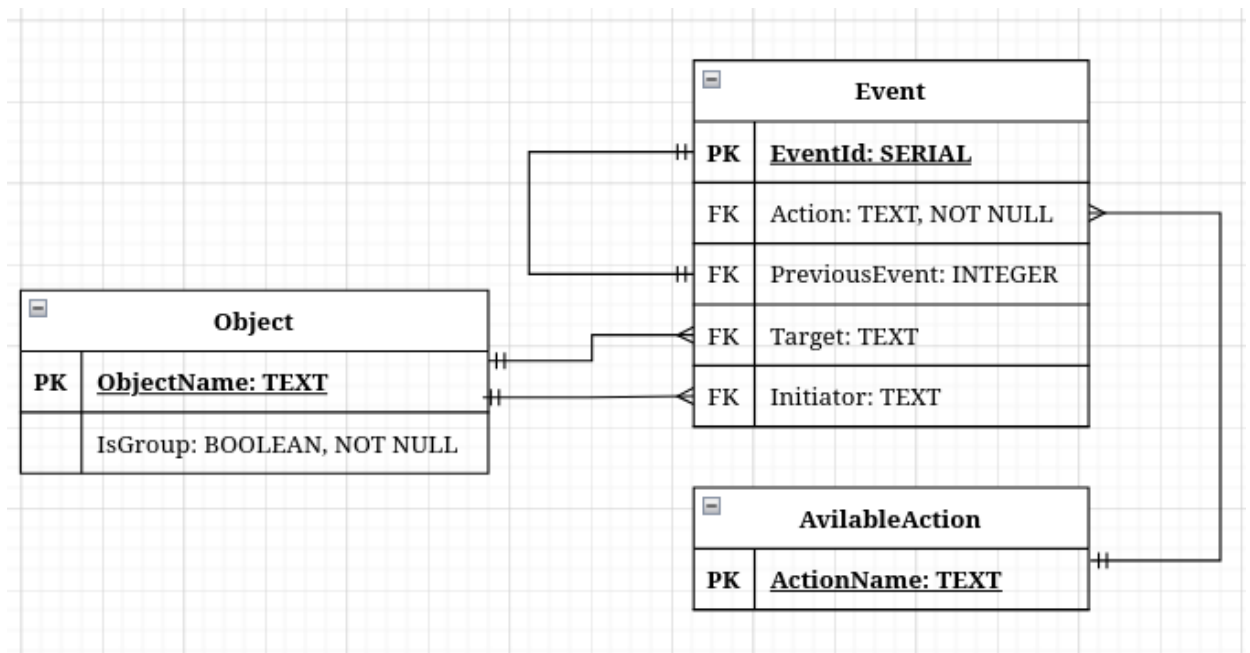 Event
PK EventId: SERIAL
FK Action: TEXT, NOT NULL
FK PreviousEvent: INTEGER
FK Target: TEXT
FK Initiator: TEXT
Object
PK ObjectName: TEXT
IsGroup: BOOLEAN, NOT NULL
AvilableAction
PK ActionName: TEXT